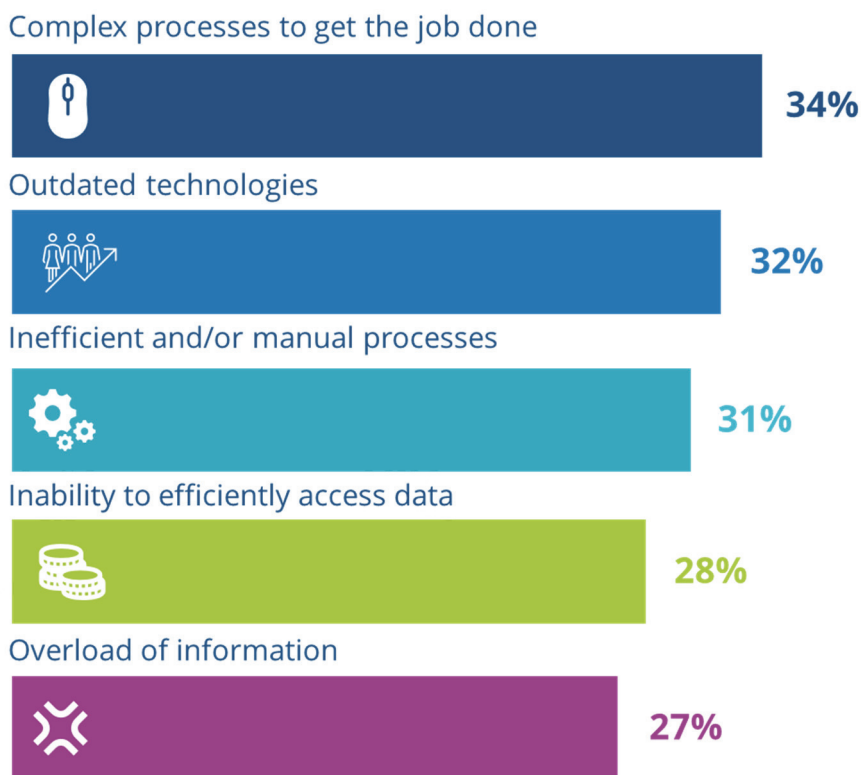 Complex processes to get the job done
34%
Outdated technologies
32%
Inefficient and/or manual processes
31%
Inability to efficiently access data
28%
Overload of information
27%